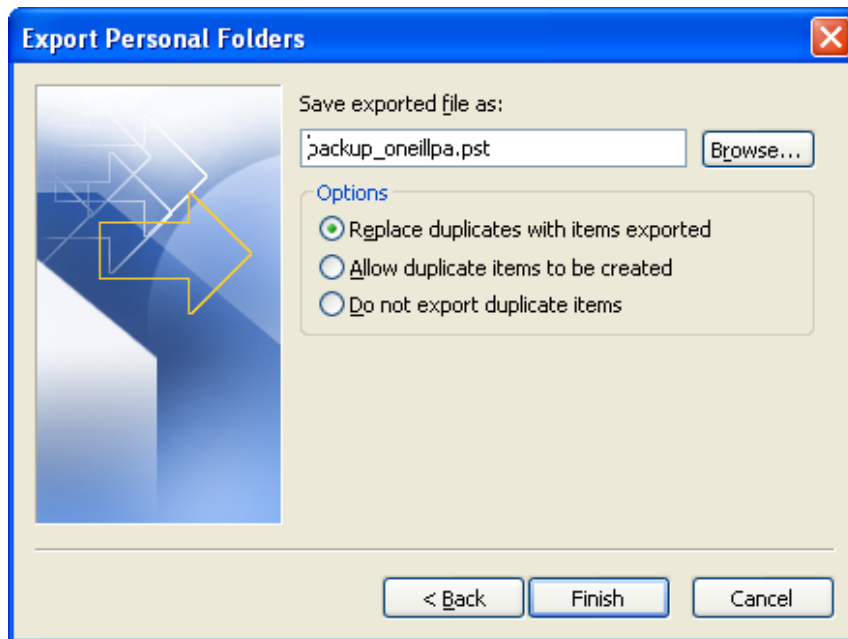 Export Personal Folders
Save exported file as:
backup_oneillpa.pst
Browse...
Options
Replace duplicates with items exported
Allow duplicate items to be created
Do not export duplicate items
< Back
Finish
Cancel